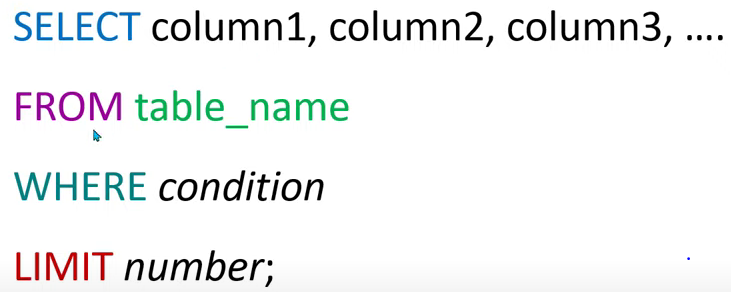 SELECT column1, column2, column3, ....
FROM table_name
WHERE condition
LIMIT number;